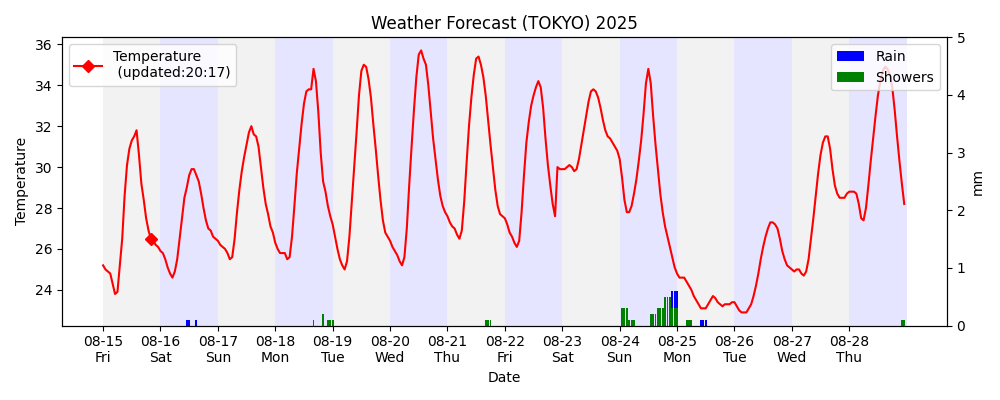 Weather Forecast (TOKYO) 2025
36
34
32
30
28
26
24
Temperature
Temperature
(updated:20:17)
Rain
Showers
5
4
3
2
1
0
mm
08-15 08-16 08-17 08-18 08-19 08-20 08-21 08-22 08-23 08-24 08-25 08-26 08-27 08-28
Fri Sat Sun Mon Tue Wed Thu Fri Sat Sun Mon Tue Wed Thu
Date